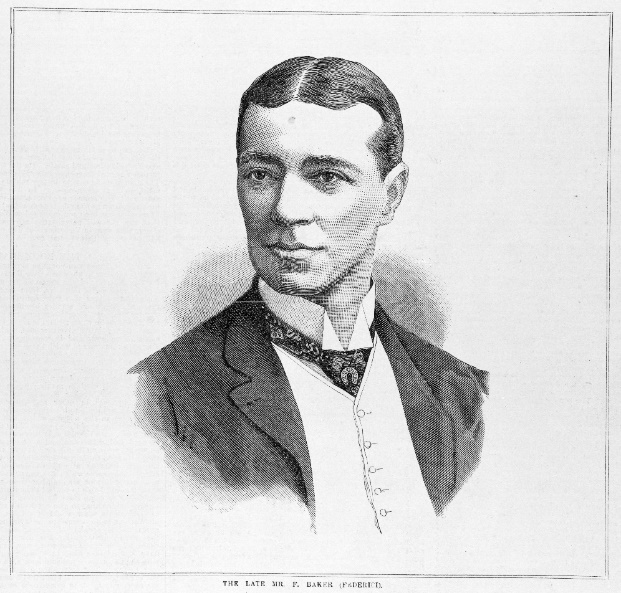 THE LATE MR. F. BAKER (FEDERICI).